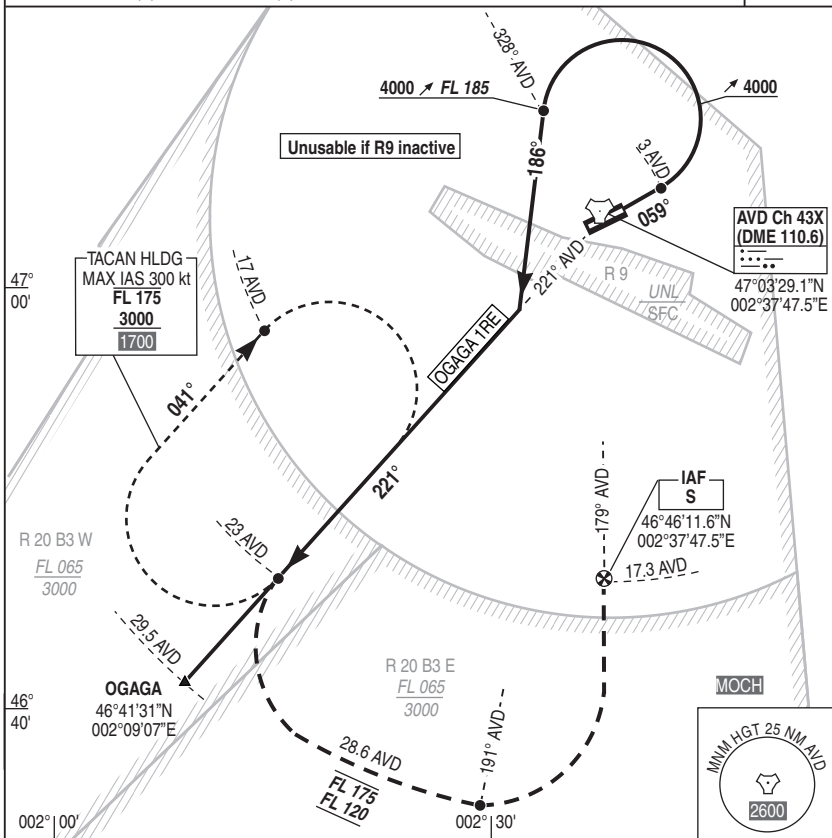 328° AVD
4000 ↗ FL 185
↗ 4000
Unusable if R9 inactive
186°
3 AVD
059°
AVD Ch 43X
(DME 110.6)
47°03'29.1"N
002°37'47.5"E
TACAN HLDG
MAX IAS 300 kt
FL 175
3000
1700
17 AVD
47°
00'
221° AVD
R 9
UNL
SFC
OGAGA 1RE
041°
221°
179° AVD
IAF
S
46°46'11.6"N
002°37'47.5"E
17.3 AVD
R 20 B3 W
FL 065
3000
23 AVD
29.5 AVD
OGAGA
46°41'31"N
002°09'07"E
R 20 B3 E
FL 065
3000
MOCH
46°
40'
28.6 AVD
191° AVD
FL 175
FL 120
MNM HGT 25 NM AVD
2600
002°00'
002°30'